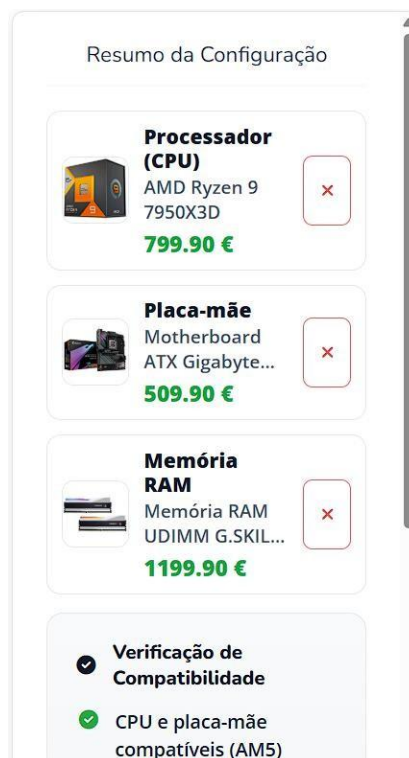 Resumo da Configuração
Processador
(CPU)
AMD Ryzen 9
7950X3D
799.90 €
Placa-mãe
Motherboard
ATX Gigabyte...
509.90 €
Memória
RAM
Memória RAM
UDIMM G.SKIL...
1199.90 €
Verificação de
Compatibilidade
CPU e placa-mãe
compatíveis (AM5)